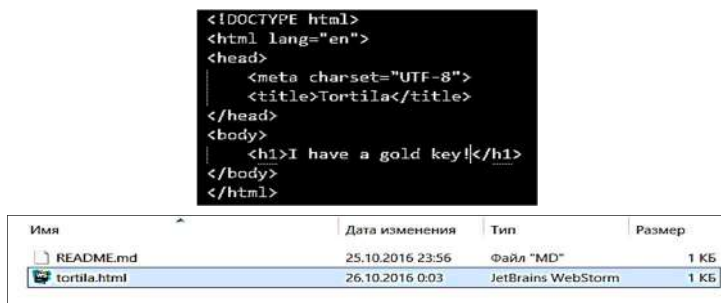 <!DOCTYPE html>
<html lang="en">
<head>
<meta charset="UTF-8">
<title>Tortila</title>
</head>
<body>
<h1>I have a gold key!</h1>
</body>
</html>
Имя Дата изменения Тип Размер
README.md 25.10.2016 23:56 Файл "MD" 1 КБ
tortila.html 26.10.2016 0:03 JetBrains WebStorm 1 КБ